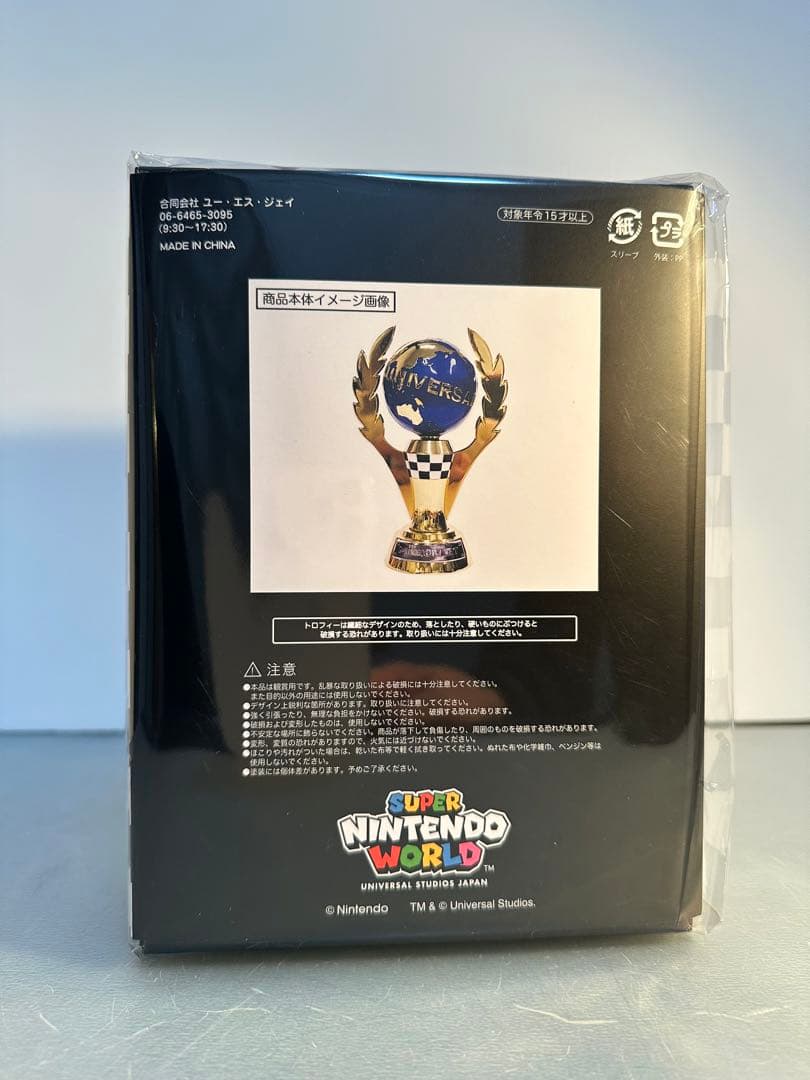 合同会社 ユー・エス・ジェイ
06-6465-3095
(9:30〜17:30)
MADE IN CHINA
対象年令15才以上
紙
スリーブ
プラ
外装:PP
商品本体イメージ画像
UNIVERSAL
トロフィーは繊細なデザインのため、落としたり、硬いものにぶつけると
破損する恐れがあります。取り扱いには十分注意してください。
注意
●本品は観賞用です。乱暴な取り扱いによる破損には十分注意してください。
また目的以外の用途には使用しないでください。
●デザイン上鋭利な箇所があります。取り扱いに注意してください。
●強く引張ったり、無理な負担をかけないでください。破損する恐れがあります。
●破損および変形したものは、使用しないでください。
●不安定な場所に飾らないでください。商品が落下して負傷したり、周囲のものを破損する恐れがあります。
●変形、変質の恐れがありますので、火気には近づけないでください。
●ほこりや汚れがついた場合は、乾いた布等で軽く拭き取ってください。ぬれた布や化学雑巾、ベンジン等は
使用しないでください。
●塗装には個体差があります。予めご了承ください。
SUPER
NINTENDO
WORLD™
UNIVERSAL STUDIOS JAPAN
© Nintendo TM & © Universal Studios.